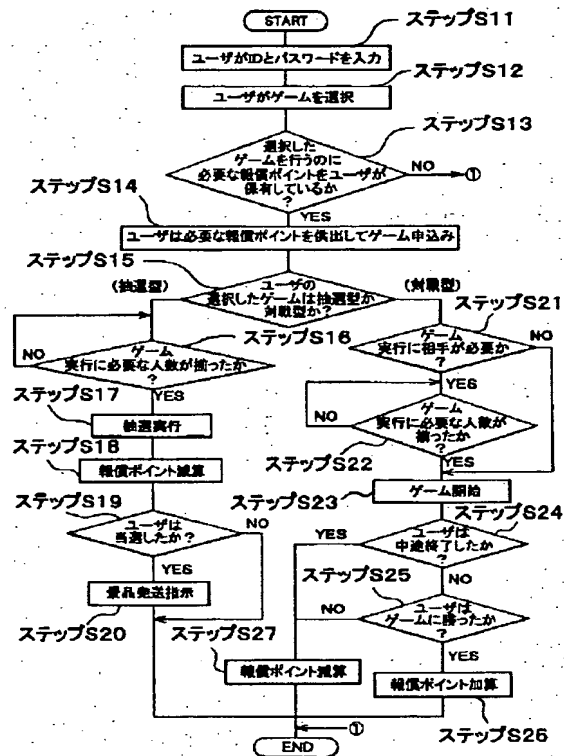 START
ステップS11
ユーザがIDとパスワードを入力
ステップS12
ユーザがゲームを選択
ステップS13
選択した
ゲームを行うのに
必要な報償ポイントをユーザが
保有しているか
?
NO
①
YES
ステップS14
ユーザは必要な報償ポイントを供出してゲーム申込み
ステップS15
ユーザの
選択したゲームは抽選型か
対戦型か?
(抽選型)
(対戦型)
ステップS16
ゲーム
実行に必要な人数が揃ったか
?
NO
YES
ステップS17
抽選実行
ステップS18
報償ポイント減算
ステップS19
ユーザは
当選したか?
NO
YES
景品発送指示
ステップS20
ステップS21
ゲーム
実行に相手が必要か
?
NO
YES
ゲーム
実行に必要な人数が
揃ったか
?
NO
ステップS22
YES
ステップS23
ゲーム開始
ステップS24
ユーザは
中途終了したか
?
YES
NO
ステップS25
ユーザは
ゲームに勝ったか
?
NO
YES
ステップS27
報償ポイント減算
報償ポイント加算
ステップS26
①
END